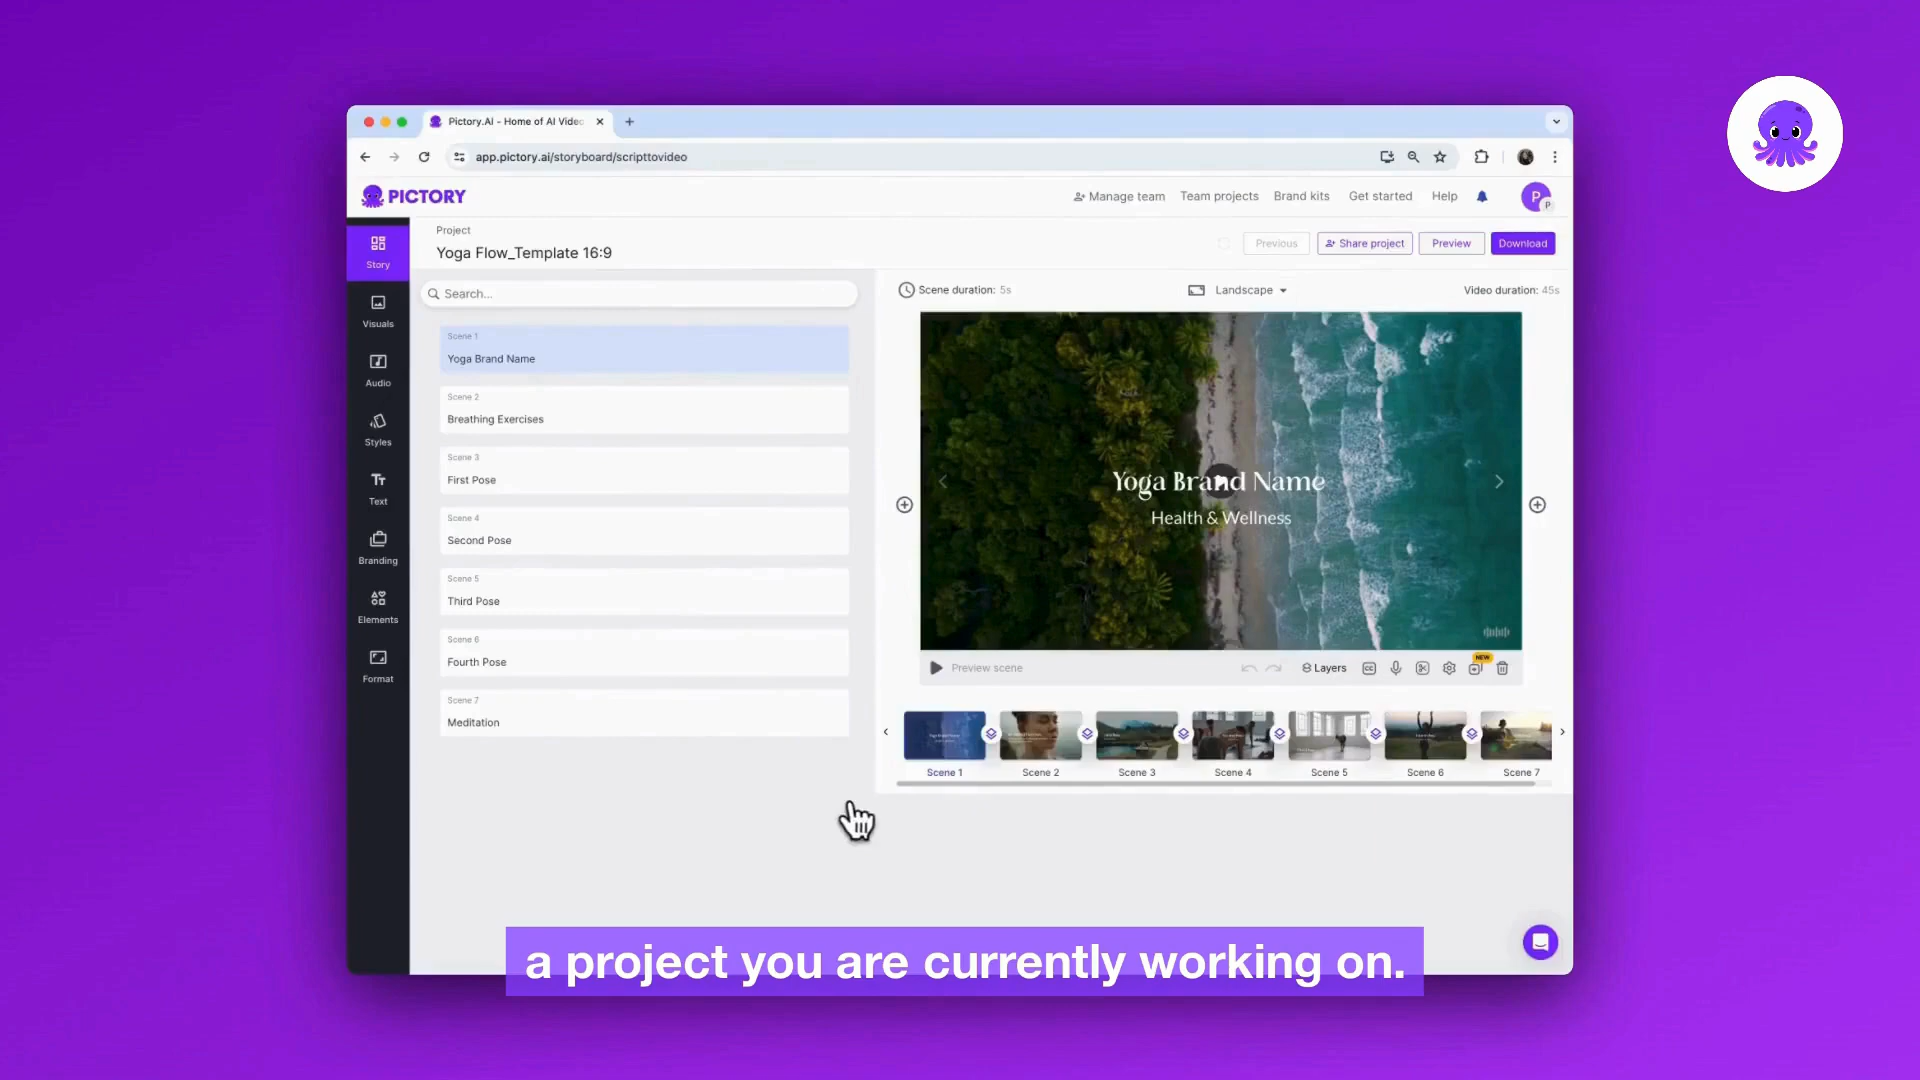 Pictory.AI - Home of AI Video
app.pictory.ai/storyboard/scripttovideo
PICTORY
Manage team
Team projects
Brand kits
Get started
Help
P
P
Project
Yoga Flow_Template 16:9
Previous
Share project
Preview
Download
Story
Visuals
Audio
Styles
Text
Branding
Elements
Format
Search...
Scene 1
Yoga Brand Name
Scene 2
Breathing Exercises
Scene 3
First Pose
Scene 4
Second Pose
Scene 5
Third Pose
Scene 6
Fourth Pose
Scene 7
Meditation
Scene duration: 5s
Landscape
Video duration: 45s
Yoga Brand Name
Health & Wellness
Preview scene
Layers
CC
NEW
Scene 1
Scene 2
Scene 3
Scene 4
Scene 5
Scene 6
Scene 7
a project you are currently working on.